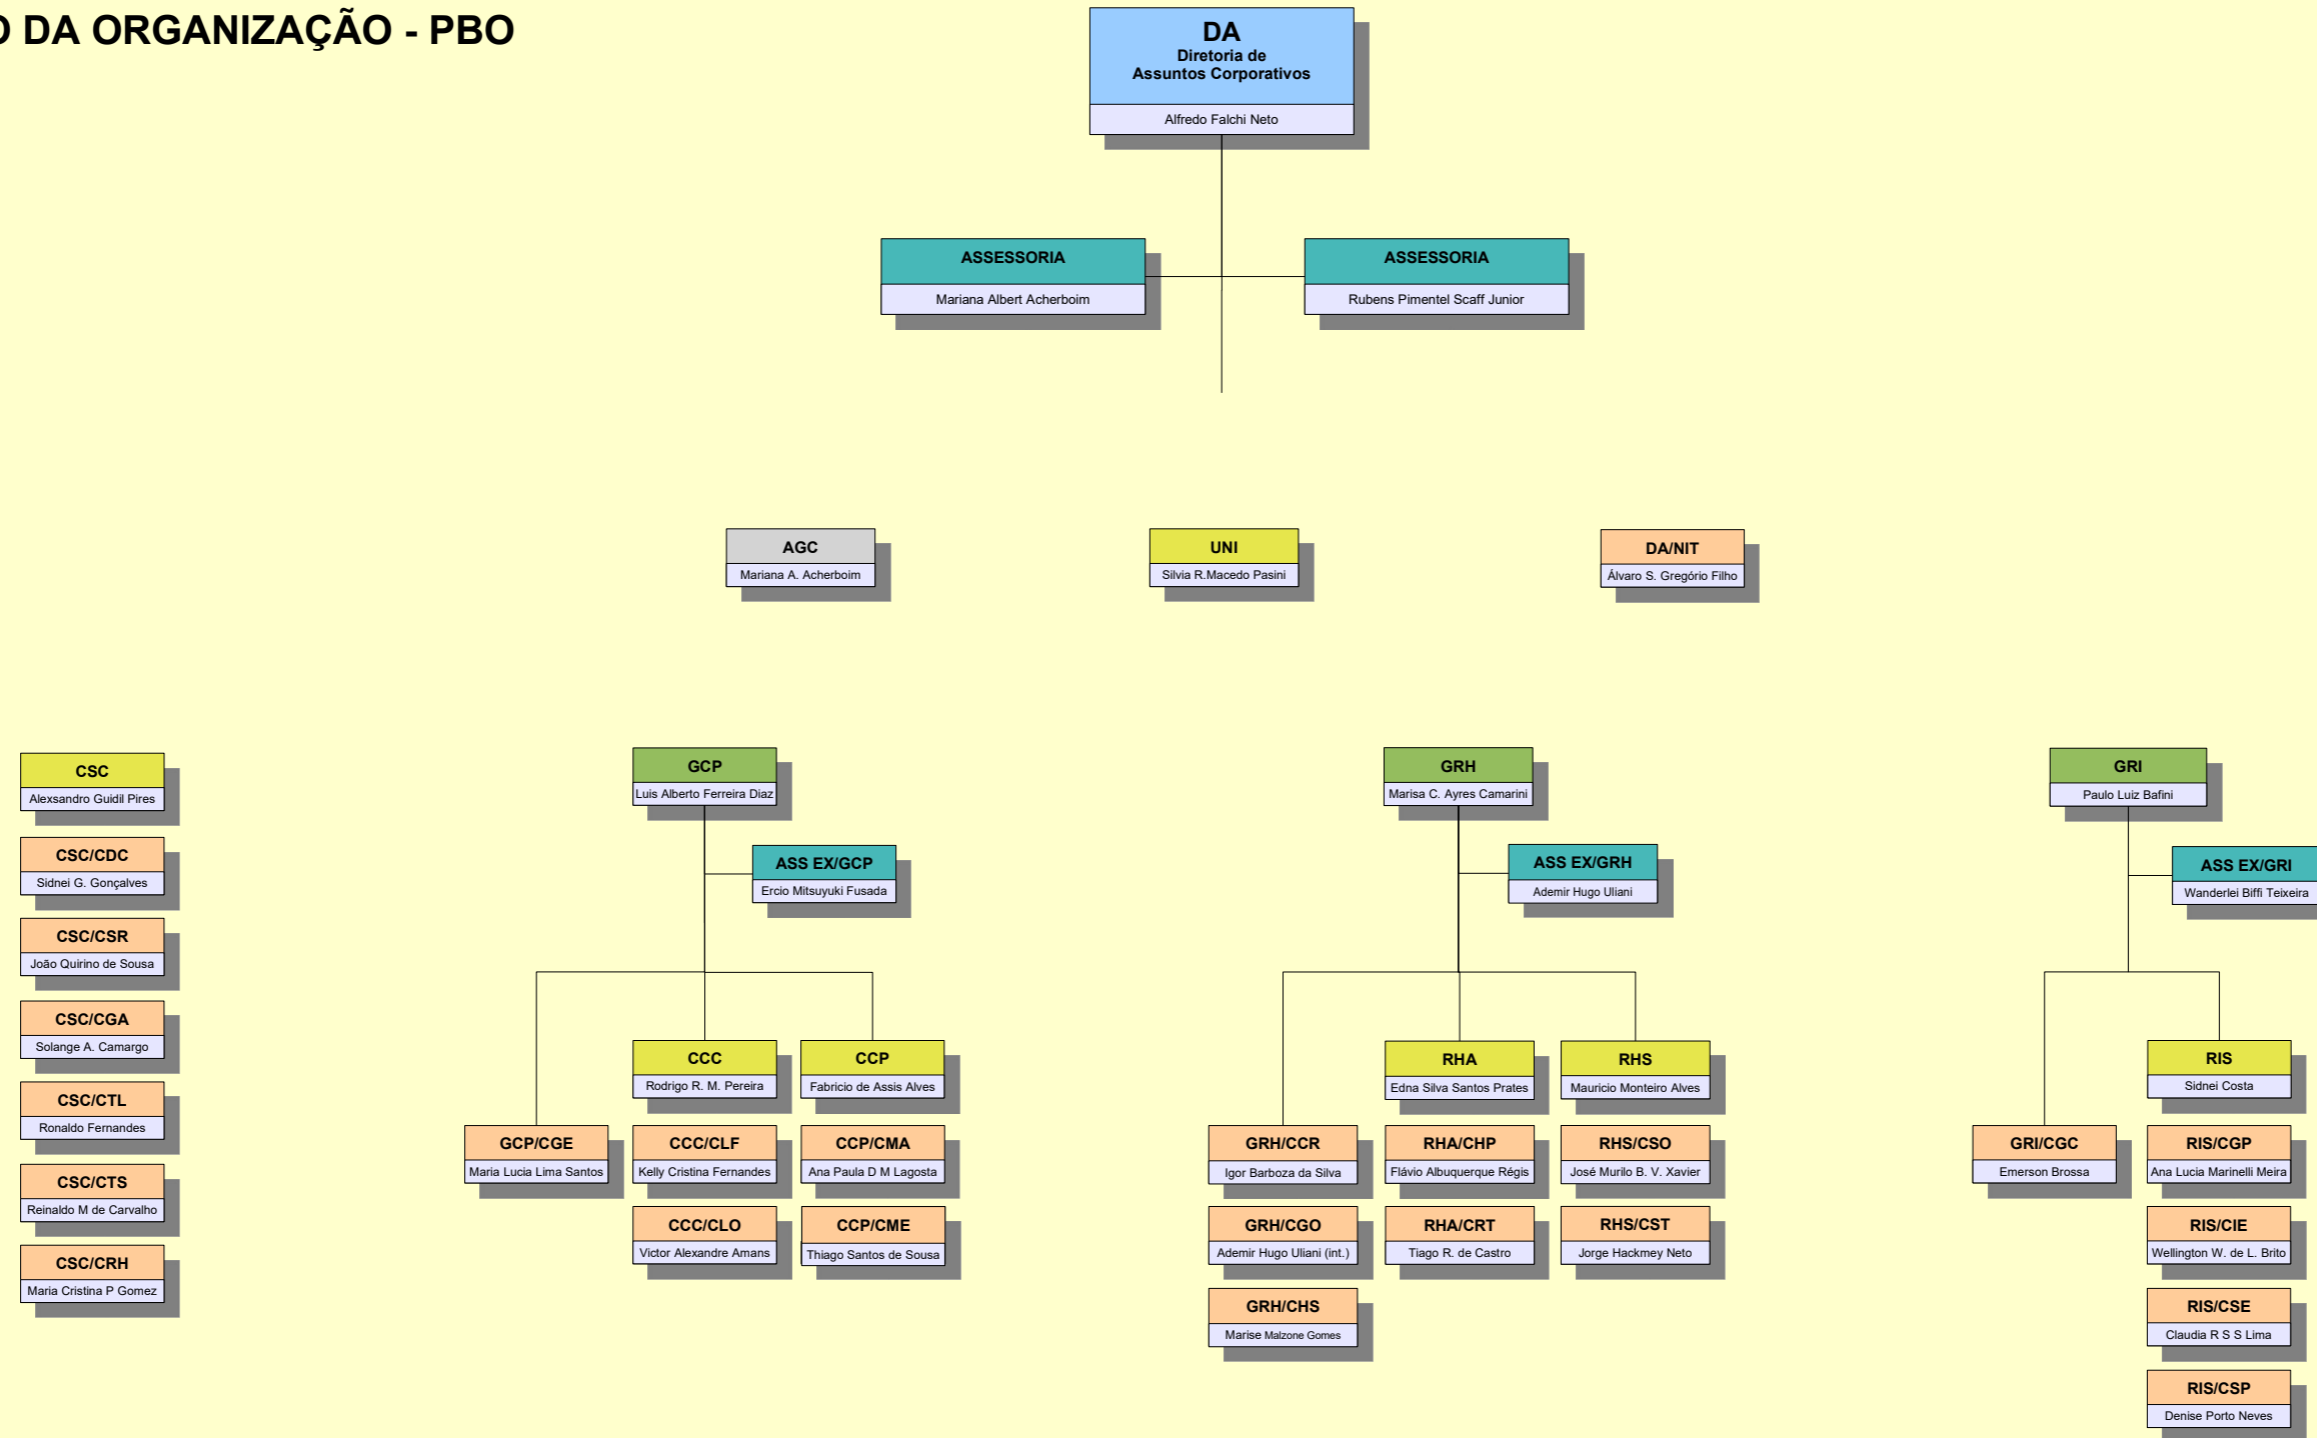 O DA ORGANIZAÇÃO - PBO
DA
Diretoria de
Assuntos Corporativos
Alfredo Falchi Neto
ASSESSORIA
Mariana Albert Acherboim
ASSESSORIA
Rubens Pimentel Scaff Junior
AGC
Mariana A. Acherboim
UNI
Silvia R.Macedo Pasini
DA/NIT
Álvaro S. Gregório Filho
CSC
Alexsandro Guidil Pires
CSC/CDC
Sidnei G. Gonçalves
CSC/CSR
João Quirino de Sousa
CSC/CGA
Solange A. Camargo
CSC/CTL
Ronaldo Fernandes
CSC/CTS
Reinaldo M de Carvalho
CSC/CRH
Maria Cristina P Gomez
GCP
Luis Alberto Ferreira Diaz
ASS EX/GCP
Ercio Mitsuyuki Fusada
GCP/CGE
Maria Lucia Lima Santos
CCC
Rodrigo R. M. Pereira
CCC/CLF
Kelly Cristina Fernandes
CCC/CLO
Victor Alexandre Amans
CCP
Fabricio de Assis Alves
CCP/CMA
Ana Paula D M Lagosta
CCP/CME
Thiago Santos de Sousa
GRH
Marisa C. Ayres Camarini
ASS EX/GRH
Ademir Hugo Uliani
GRH/CCR
Igor Barboza da Silva
GRH/CGO
Ademir Hugo Uliani (int.)
GRH/CHS
Marise Malzone Gomes
RHA
Edna Silva Santos Prates
RHA/CHP
Flávio Albuquerque Régis
RHA/CRT
Tiago R. de Castro
RHS
Mauricio Monteiro Alves
RHS/CSO
José Murilo B. V. Xavier
RHS/CST
Jorge Hackmey Neto
GRI
Paulo Luiz Bafini
ASS EX/GRI
Wanderlei Biffi Teixeira
GRI/CGC
Emerson Brossa
RIS
Sidnei Costa
RIS/CGP
Ana Lucia Marinelli Meira
RIS/CIE
Wellington W. de L. Brito
RIS/CSE
Claudia R S S Lima
RIS/CSP
Denise Porto Neves